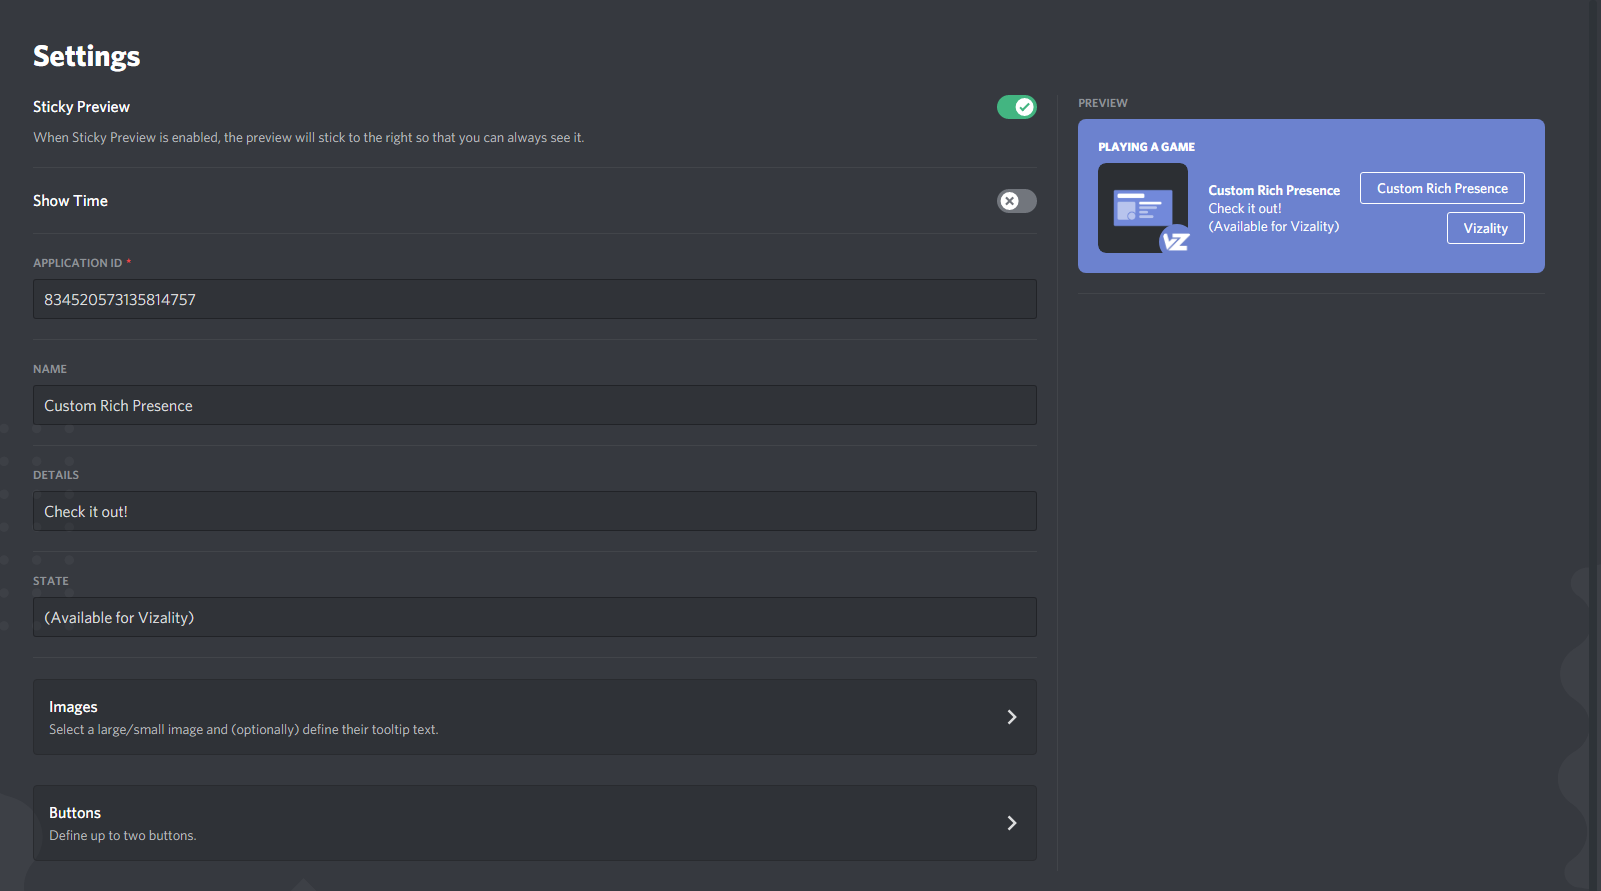 Settings
Sticky Preview
When Sticky Preview is enabled, the preview will stick to the right so that you can always see it.
Show Time
APPLICATION ID *
834520573135814757
NAME
Custom Rich Presence
DETAILS
Check it out!
STATE
(Available for Vizality)
Images
Select a large/small image and (optionally) define their tooltip text.
Buttons
Define up to two buttons.
PREVIEW
PLAYING A GAME
Custom Rich Presence
Check it out!
(Available for Vizality)
VZ
Custom Rich Presence
Vizality